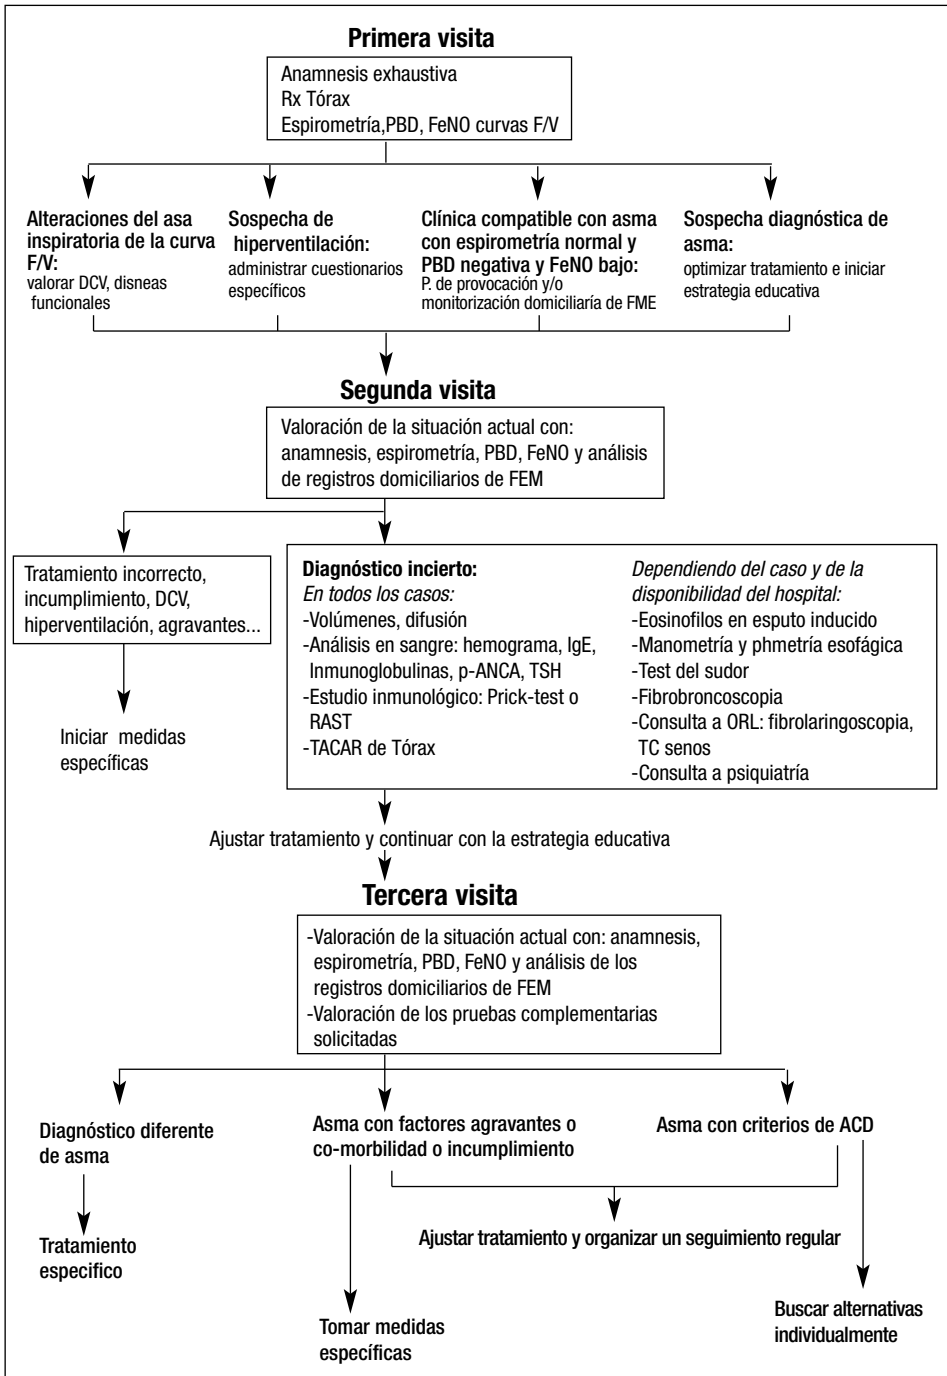 Primera visita
Anamnesis exhaustiva
Rx Tórax
Espirometría,PBD, FeNO curvas F/V
Alteraciones del asa
inspiratoria de la curva
F/V:
valorar DCV, disneas
funcionales
Sospecha de
hiperventilación:
administrar cuestionarios
específicos
Clínica compatible con asma
con espirometría normal y
PBD negativa y FeNO bajo:
P. de provocación y/o
monitorización domiciliaría de FME
Sospecha diagnóstica de
asma:
optimizar tratamiento e iniciar
estrategia educativa
Segunda visita
Valoración de la situación actual con:
anamnesis, espirometría, PBD, FeNO y análisis
de registros domiciliarios de FEM
Tratamiento incorrecto,
incumplimiento, DCV,
hiperventilación, agravantes...
Iniciar medidas
específicas
Diagnóstico incierto:
En todos los casos:
-Volúmenes, difusión
-Análisis en sangre: hemograma, IgE,
Inmunoglobulinas, p-ANCA, TSH
-Estudio inmunológico: Prick-test o
RAST
-TACAR de Tórax
Dependiendo del caso y de la
disponibilidad del hospital:
-Eosinofilos en esputo inducido
-Manometría y phmetría esofágica
-Test del sudor
-Fibrobroncoscopia
-Consulta a ORL: fibrolaringoscopia,
TC senos
-Consulta a psiquiatría
Ajustar tratamiento y continuar con la estrategia educativa
Tercera visita
-Valoración de la situación actual con: anamnesis,
espirometría, PBD, FeNO y análisis de los
registros domiciliarios de FEM
-Valoración de los pruebas complementarias
solicitadas
Diagnóstico diferente
de asma
Tratamiento
especifico
Asma con factores agravantes o
co-morbilidad o incumplimiento
Asma con criterios de ACD
Ajustar tratamiento y organizar un seguimiento regular
Tomar medidas
específicas
Buscar alternativas
individualmente